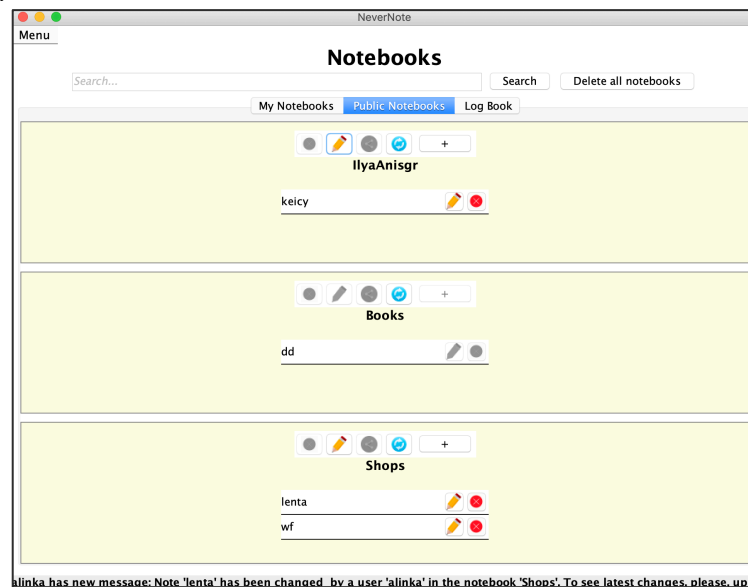 NeverNote
Menu
Notebooks
Search... Search Delete all notebooks
My Notebooks Public Notebooks Log Book
+
IlyaAnisgr
keicy
+
Books
dd
+
Shops
lenta
wf
alinka has new message: Note 'lenta' has been changed by a user 'alinka' in the notebook 'Shops'. To see latest changes, please, up